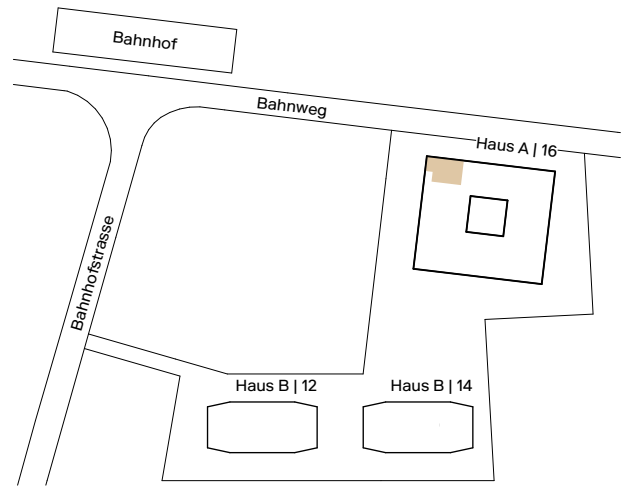 Bahnhof
Bahnweg
Haus A | 16
Bahnhofstrasse
Haus B | 12
Haus B | 14